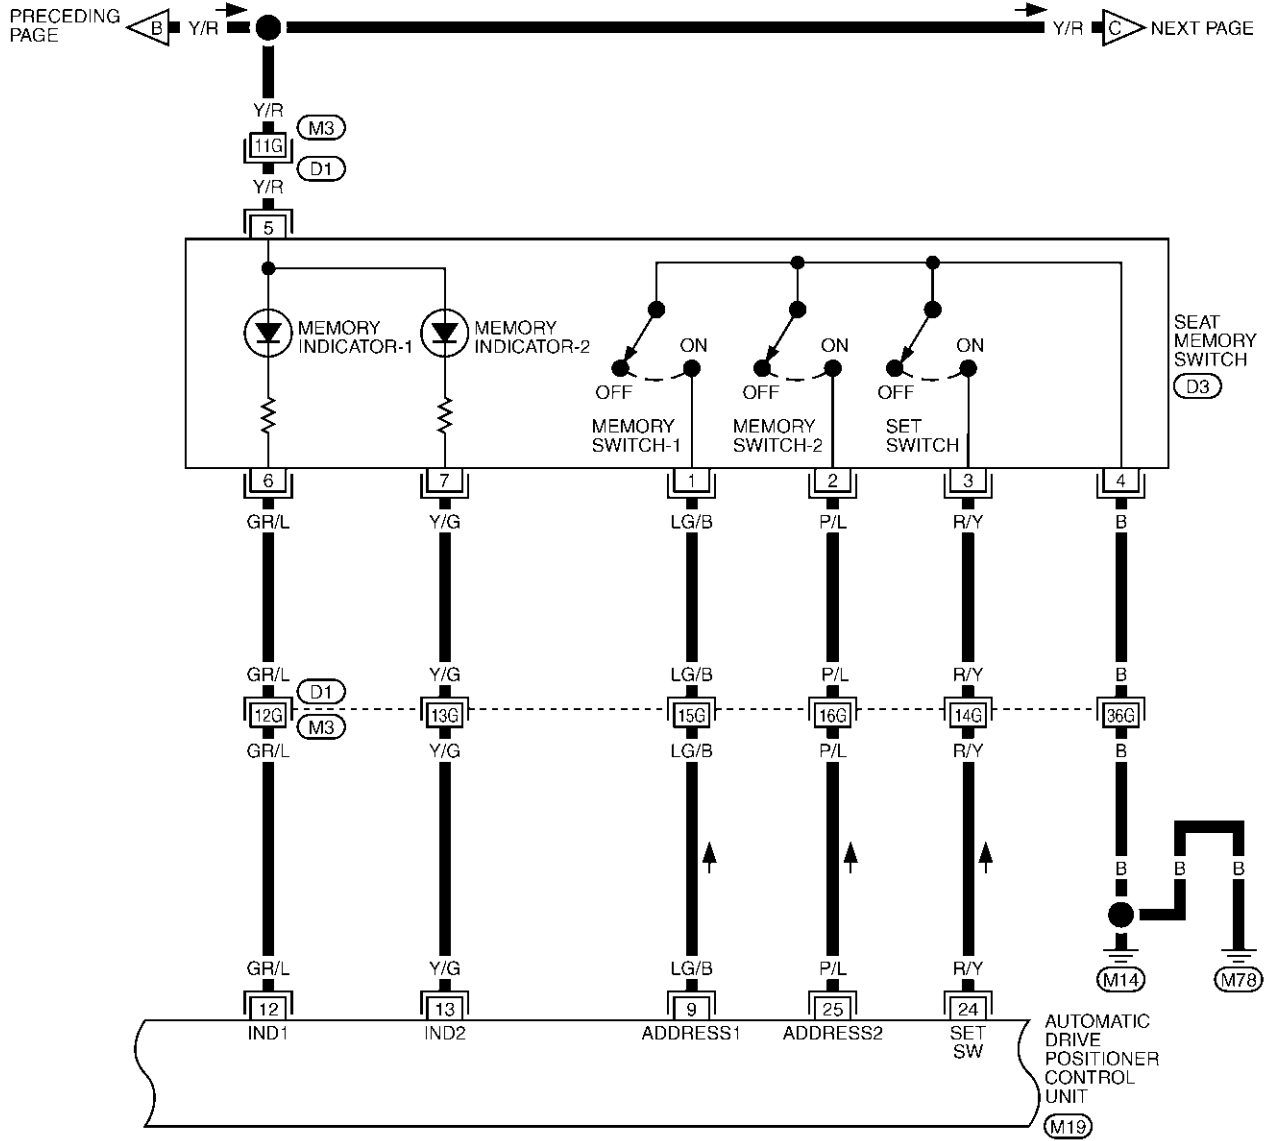 PRECEDING
PAGE
B
Y/R
Y/R
C
NEXT PAGE
Y/R
M3
11G
D1
Y/R
5
MEMORY
INDICATOR-1
MEMORY
INDICATOR-2
ON
OFF
MEMORY
SWITCH-1
ON
OFF
MEMORY
SWITCH-2
ON
OFF
SET
SWITCH
SEAT
MEMORY
SWITCH
D3
6
7
1
2
3
4
GR/L
Y/G
LG/B
P/L
R/Y
B
GR/L
Y/G
LG/B
P/L
R/Y
B
D1
12G
13G
15G
16G
14G
36G
M3
GR/L
Y/G
LG/B
P/L
R/Y
B
B
B
B
GR/L
Y/G
LG/B
P/L
R/Y
M14
M78
12
13
9
25
24
IND1
IND2
ADDRESS1
ADDRESS2
SET
SW
AUTOMATIC
DRIVE
POSITIONER
CONTROL
UNIT
M19